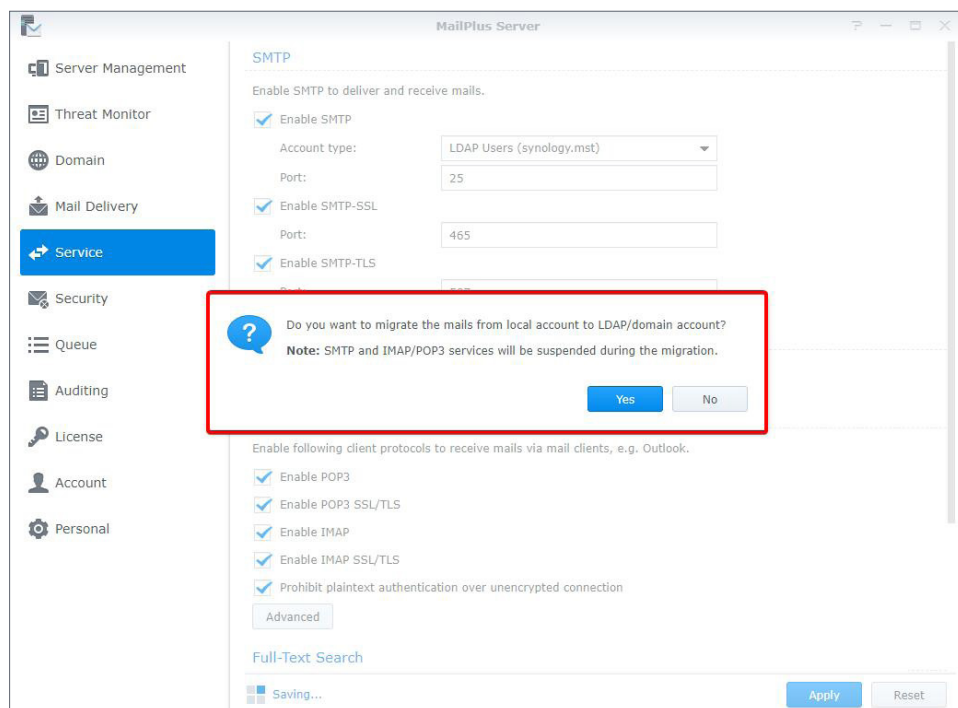 MailPlus Server
Server Management
Threat Monitor
Domain
Mail Delivery
Service
Security
Queue
Auditing
License
Account
Personal
SMTP
Enable SMTP to deliver and receive mails.
Enable SMTP
Account type: LDAP Users (synology.mst)
Port: 25
Enable SMTP-SSL
Port: 465
Enable SMTP-TLS
Do you want to migrate the mails from local account to LDAP/domain account?
Note: SMTP and IMAP/POP3 services will be suspended during the migration.
Yes No
Enable following client protocols to receive mails via mail clients, e.g. Outlook.
Enable POP3
Enable POP3 SSL/TLS
Enable IMAP
Enable IMAP SSL/TLS
Prohibit plaintext authentication over unencrypted connection
Advanced
Full-Text Search
Saving...
Apply Reset